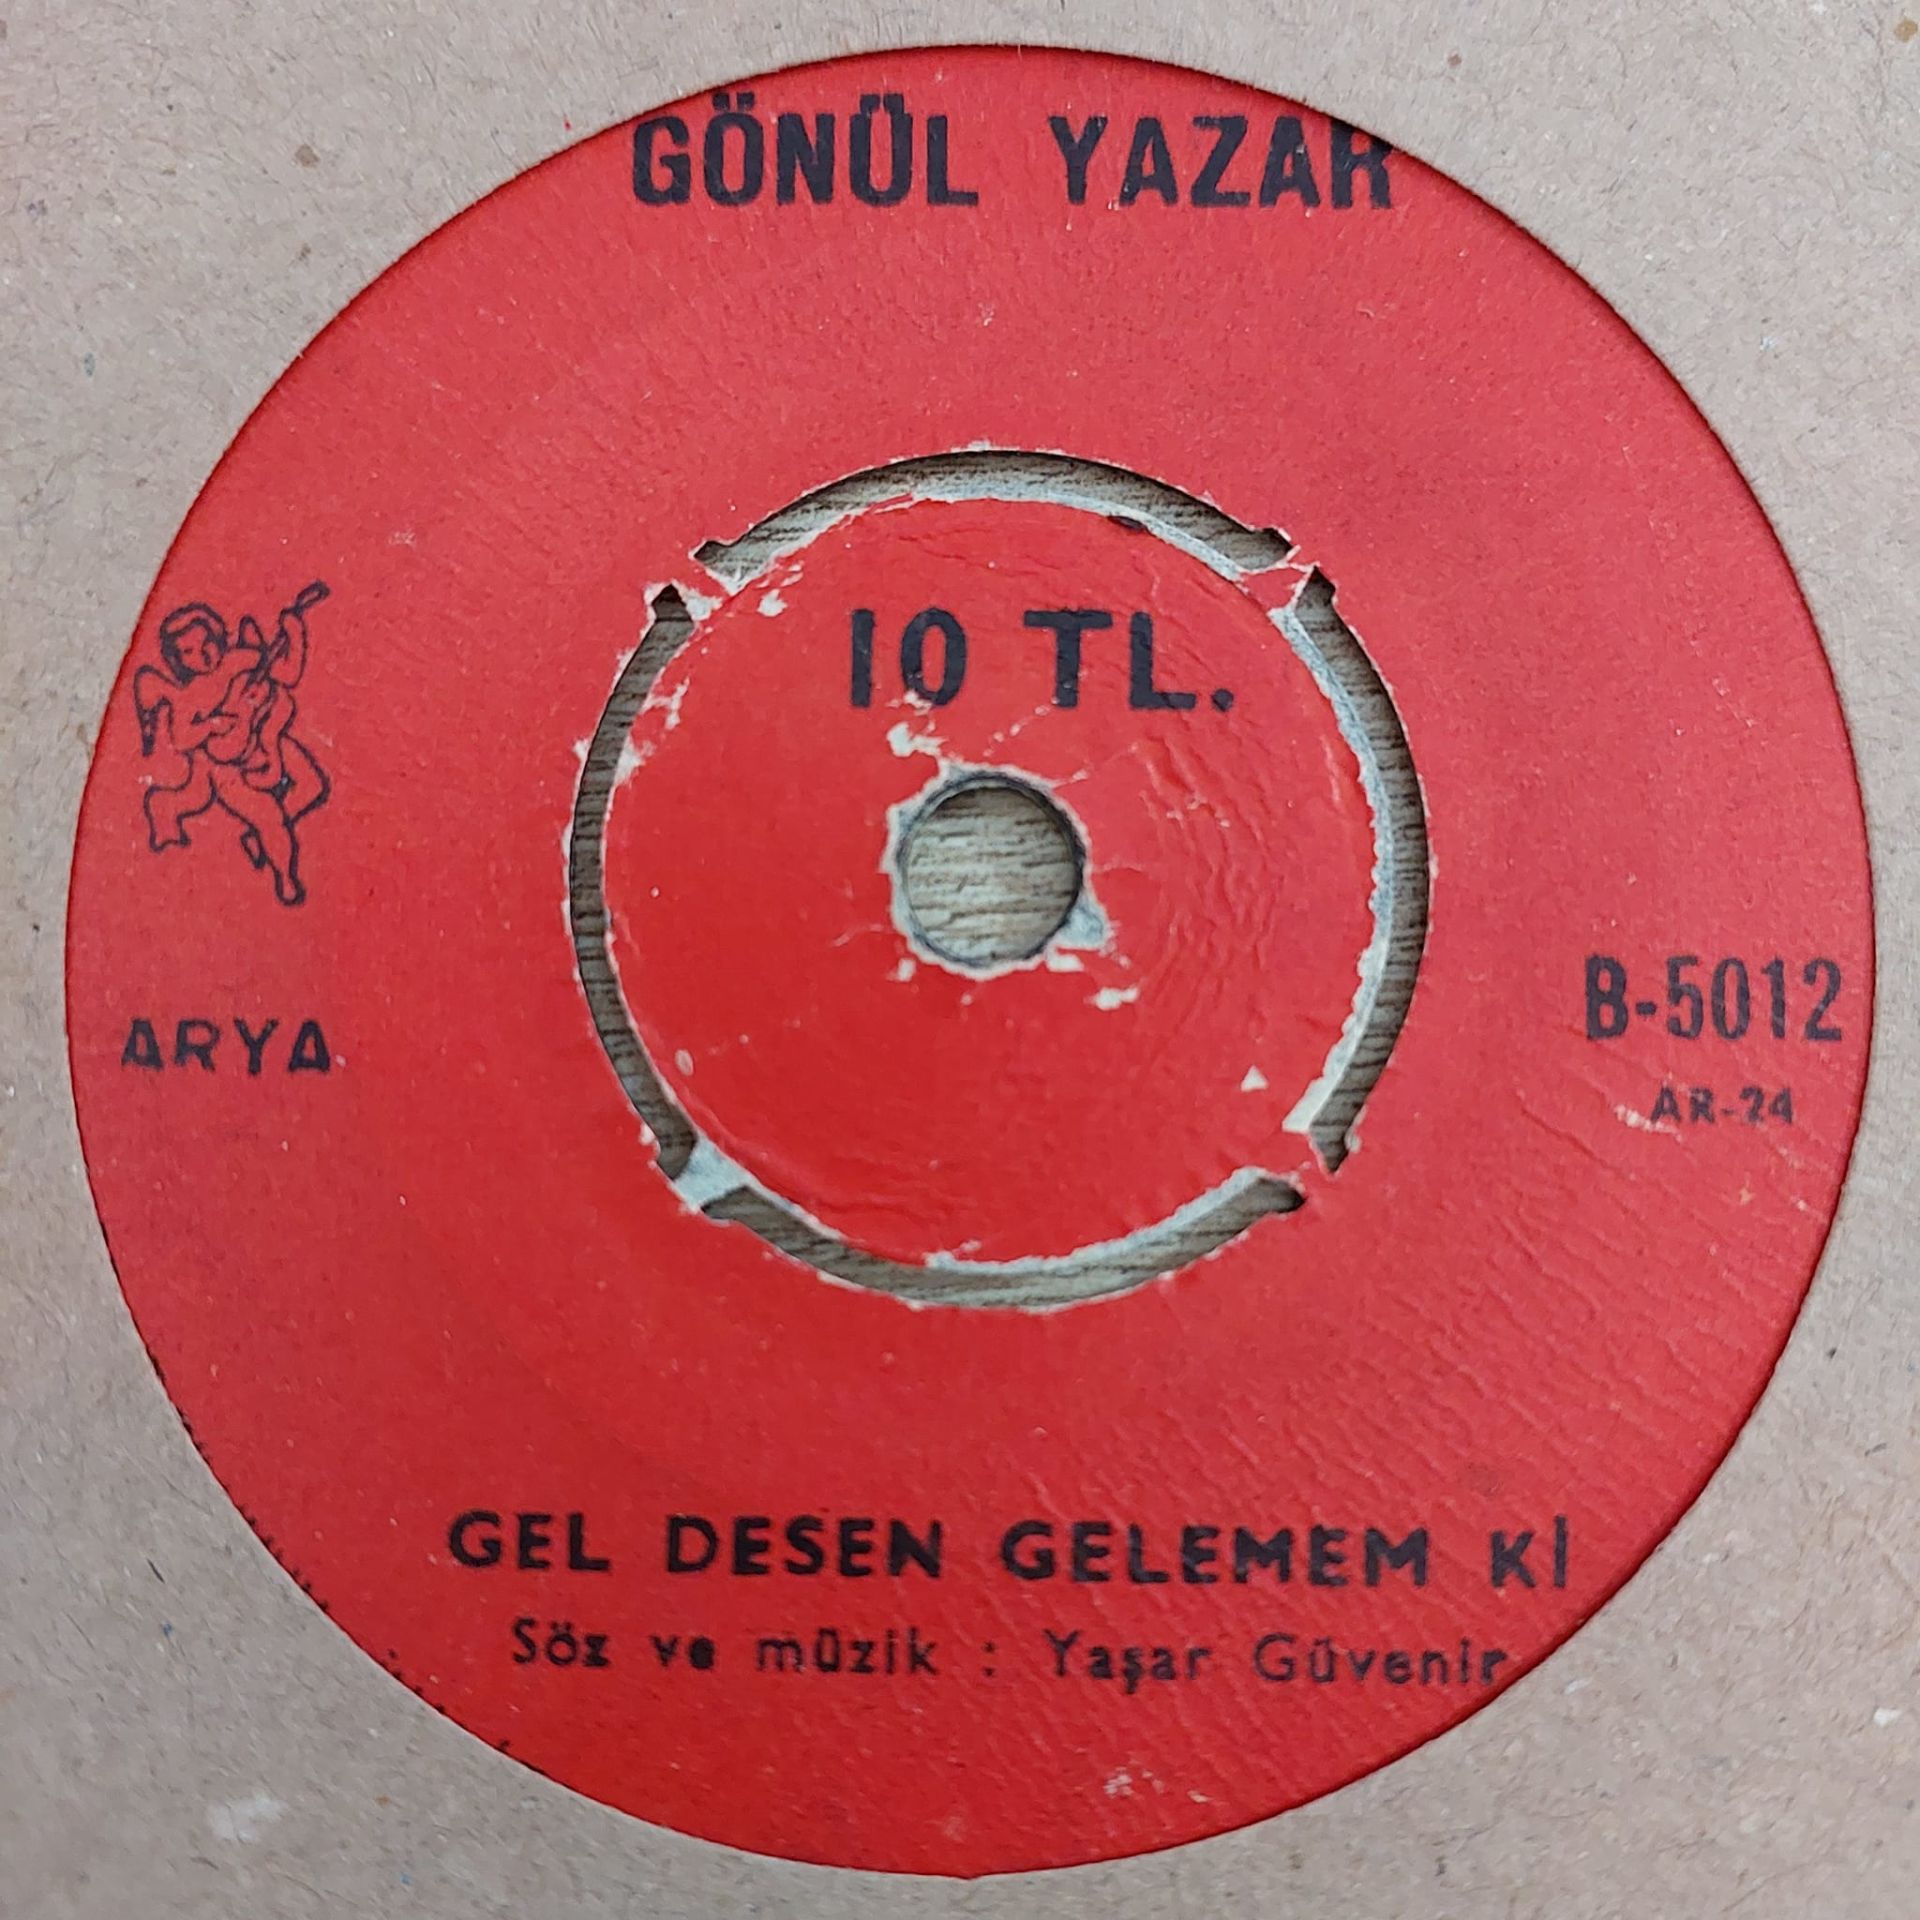 GÖNÜL YAZAR
10 TL.
ARYA
B-5012
AR-24
GEL DESEN GELEMEM Kİ
Söz ve müzik : Yaşar Güvenir